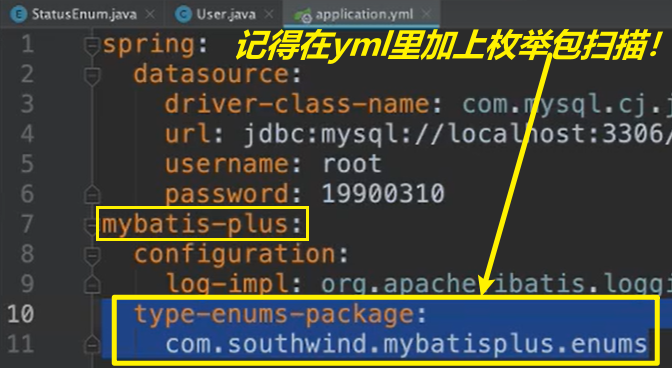 StatusEnum.java × User.java × application.yml ×
记得在yml里加上枚举包扫描！
1 spring:
2 datasource:
3 driver-class-name: com.mysql.cj.j
4 url: jdbc:mysql://localhost:3306/
5 username: root
6 password: 19900310
7 mybatis-plus:
8 configuration:
9 log-impl: org.apache.ibatis.loggi
10 type-enums-package:
11 com.southwind.mybatisplus.enums